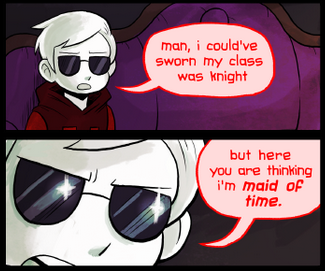 man, i could've
sworn my class
was knight
but here
you are thinking
i'm maid of
time.